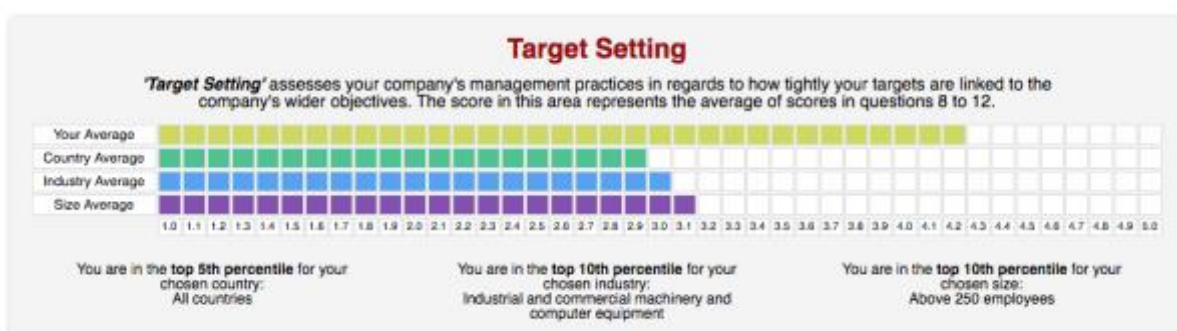 Target Setting
'Target Setting' assesses your company's management practices in regards to how tightly your targets are linked to the
company's wider objectives. The score in this area represents the average of scores in questions 8 to 12.
Your Average
Country Average
Industry Average
Size Average
1.0 1.1 1.2 1.3 1.4 1.5 1.6 1.7 1.8 1.9 2.0 2.1 2.2 2.3 2.4 2.5 2.6 2.7 2.8 2.9 3.0 3.1 3.2 3.3 3.4 3.5 3.6 3.7 3.8 3.9 4.0 4.1 4.2 4.3 4.4 4.5 4.6 4.7 4.8 4.9 5.0
You are in the top 5th percentile for your
chosen country:
All countries
You are in the top 10th percentile for your
chosen industry:
Industrial and commercial machinery and
computer equipment
You are in the top 10th percentile for your
chosen size:
Above 250 employees